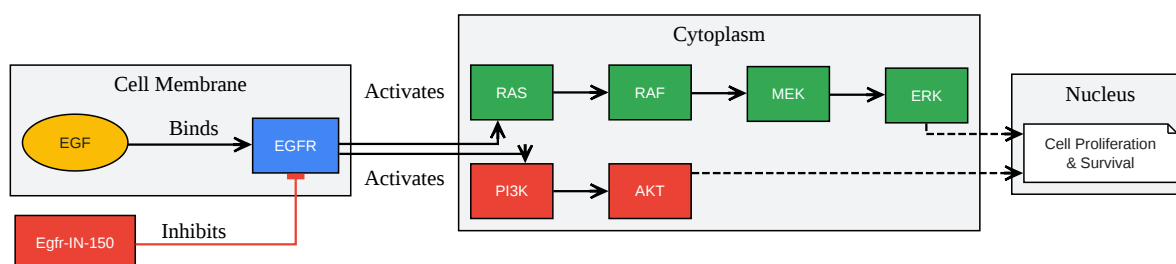 Cell Membrane
EGF
Binds
EGFR
Egfr-IN-150
Inhibits
Activates
Activates
Cytoplasm
RAS
RAF
MEK
ERK
PI3K
AKT
Nucleus
Cell Proliferation
& Survival